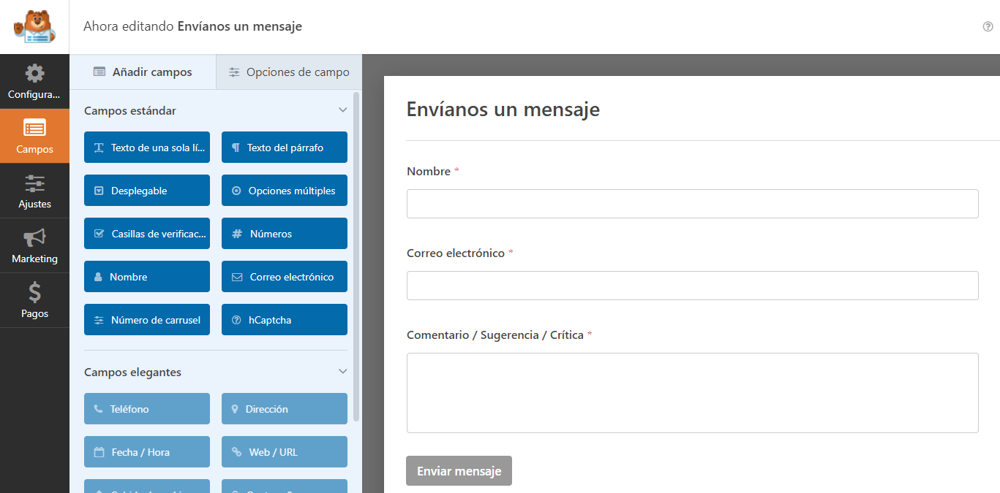 Ahora editando Envíanos un mensaje
Configura...
Campos
Ajustes
Marketing
Pagos
Añadir campos
Opciones de campo
Campos estándar
Texto de una sola lí...
Texto del párrafo
Desplegable
Opciones múltiples
Casillas de verificac...
Números
Nombre
Correo electrónico
Número de carrusel
hCaptcha
Campos elegantes
Teléfono
Dirección
Fecha / Hora
Web / URL
Envíanos un mensaje
Nombre *
Correo electrónico *
Comentario / Sugerencia / Crítica *
Enviar mensaje